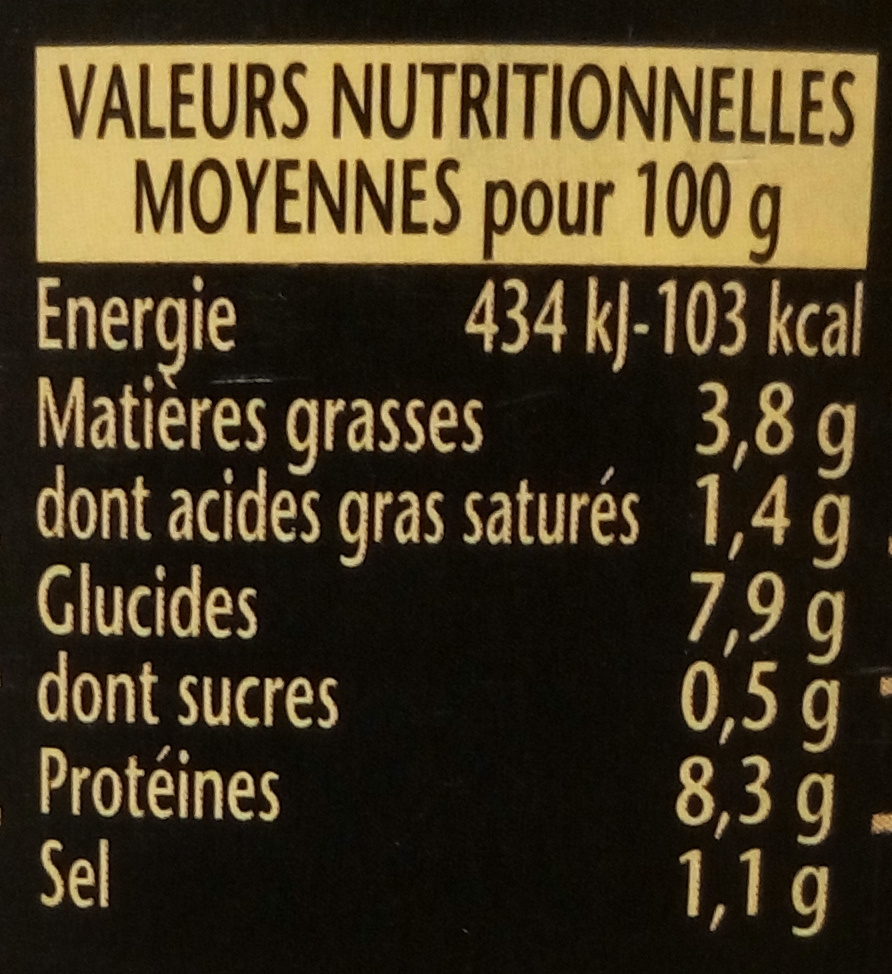 VALEURS NUTRITIONNELLES
MOYENNES pour 100 g
Energie 434 kJ-103 kcal
Matières grasses 3,8 g
dont acides gras saturés 1,4 g
Glucides 7,9 g
dont sucres 0,5 g
Protéines 8,3 g
Sel 1,1 g